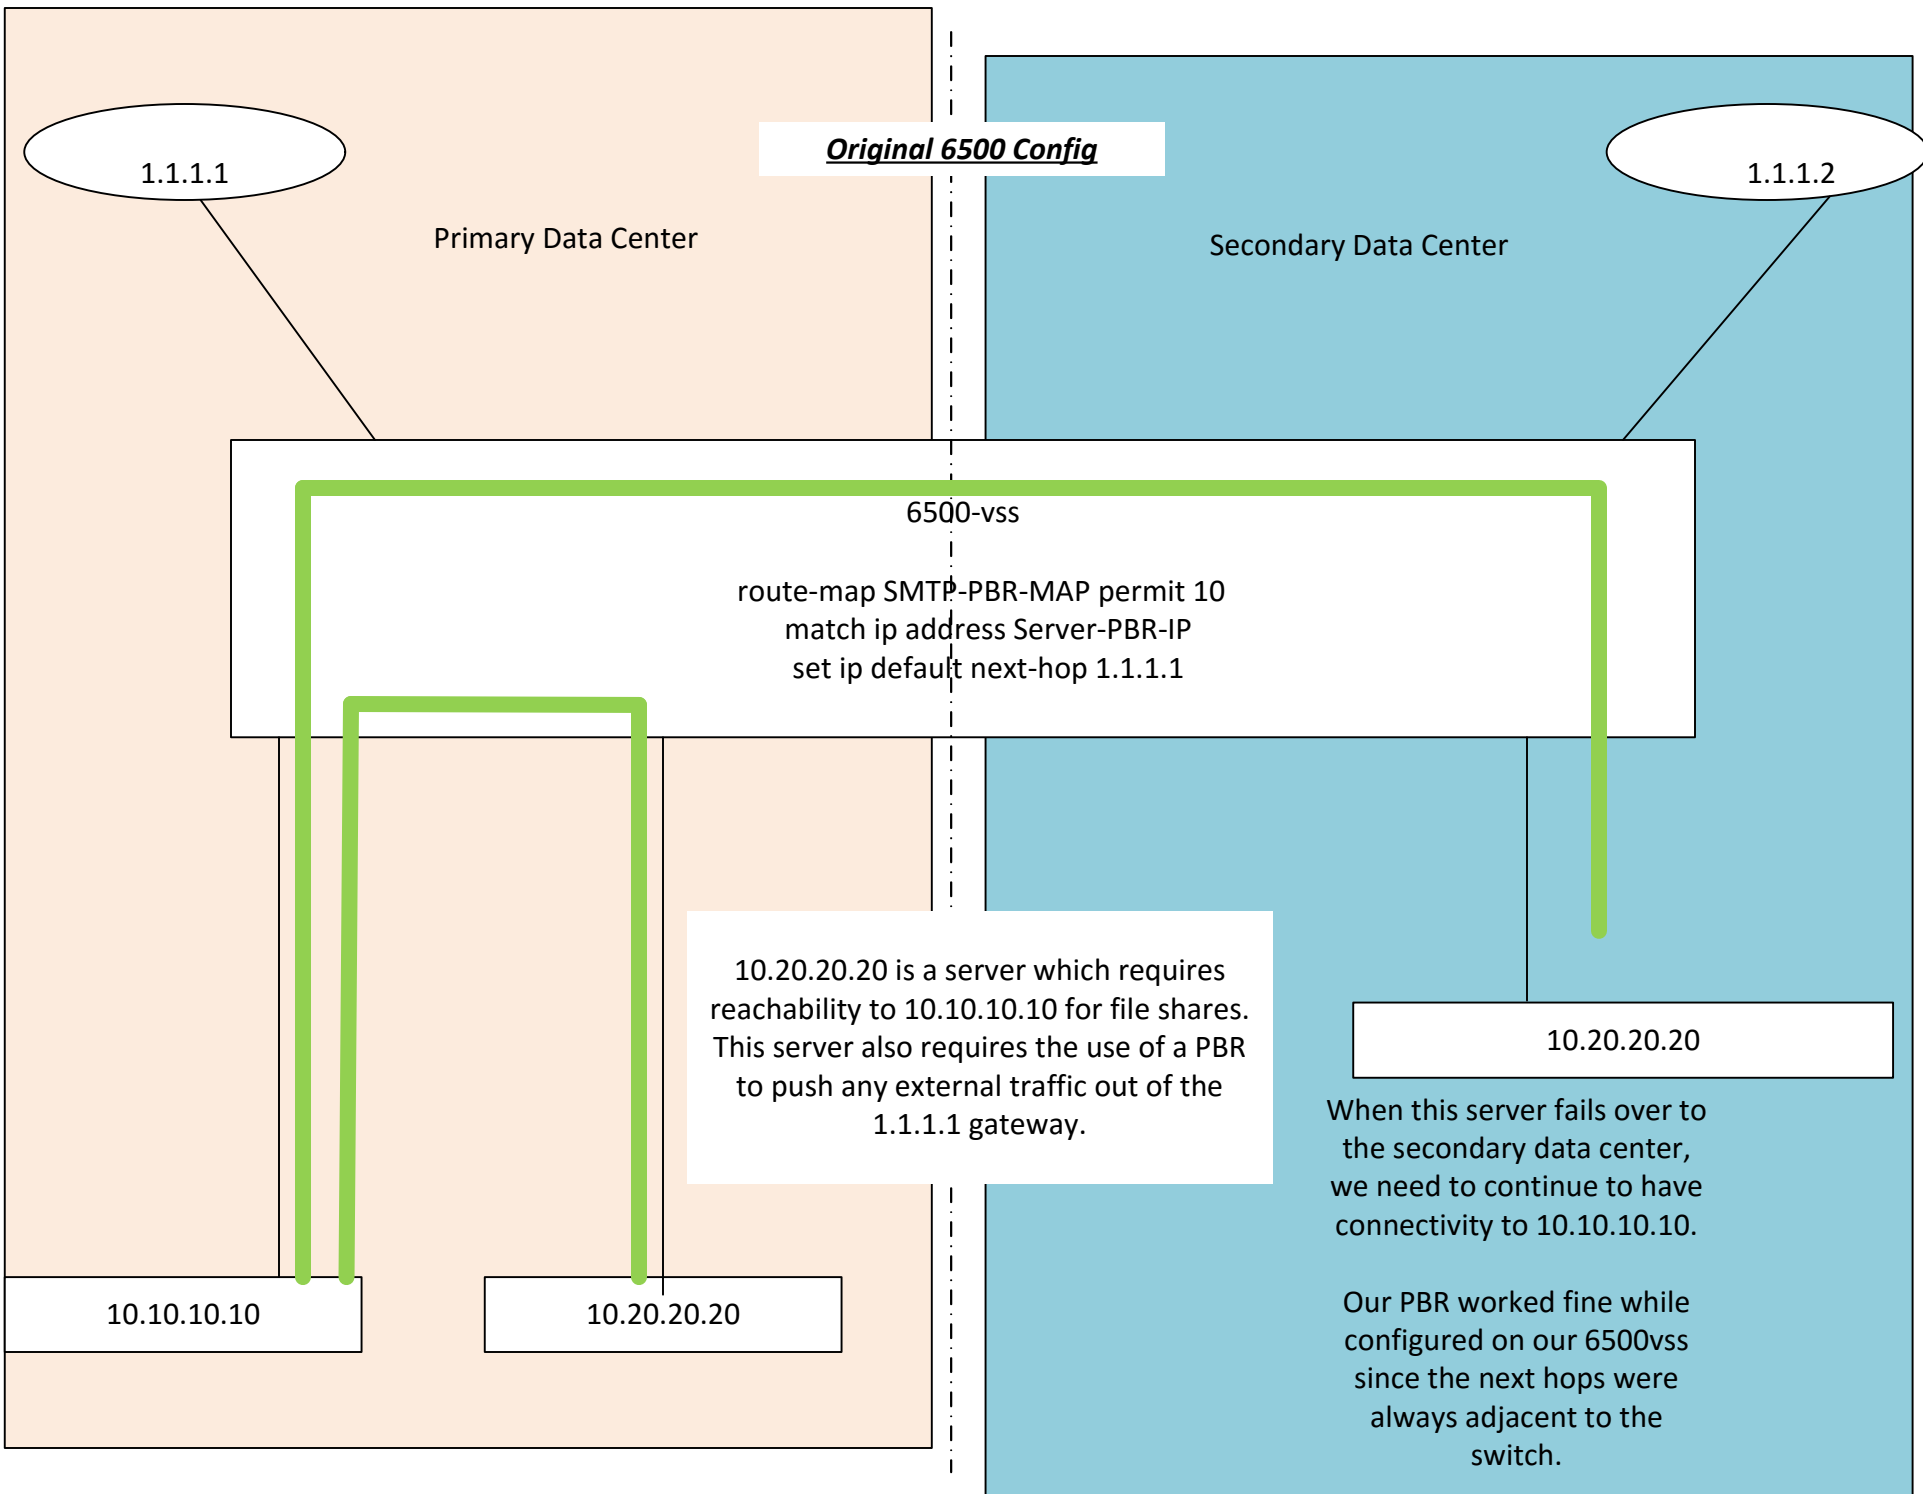 Original 6500 Config
1.1.1.1
1.1.1.2
Primary Data Center
Secondary Data Center
6500-vss
route-map SMTP-PBR-MAP permit 10
match ip address Server-PBR-IP
set ip default next-hop 1.1.1.1
10.20.20.20 is a server which requires
reachability to 10.10.10.10 for file shares.
This server also requires the use of a PBR
to push any external traffic out of the
1.1.1.1 gateway.
10.20.20.20
When this server fails over to
the secondary data center,
we need to continue to have
connectivity to 10.10.10.10.
Our PBR worked fine while
configured on our 6500vss
since the next hops were
always adjacent to the
switch.
10.10.10.10
10.20.20.20